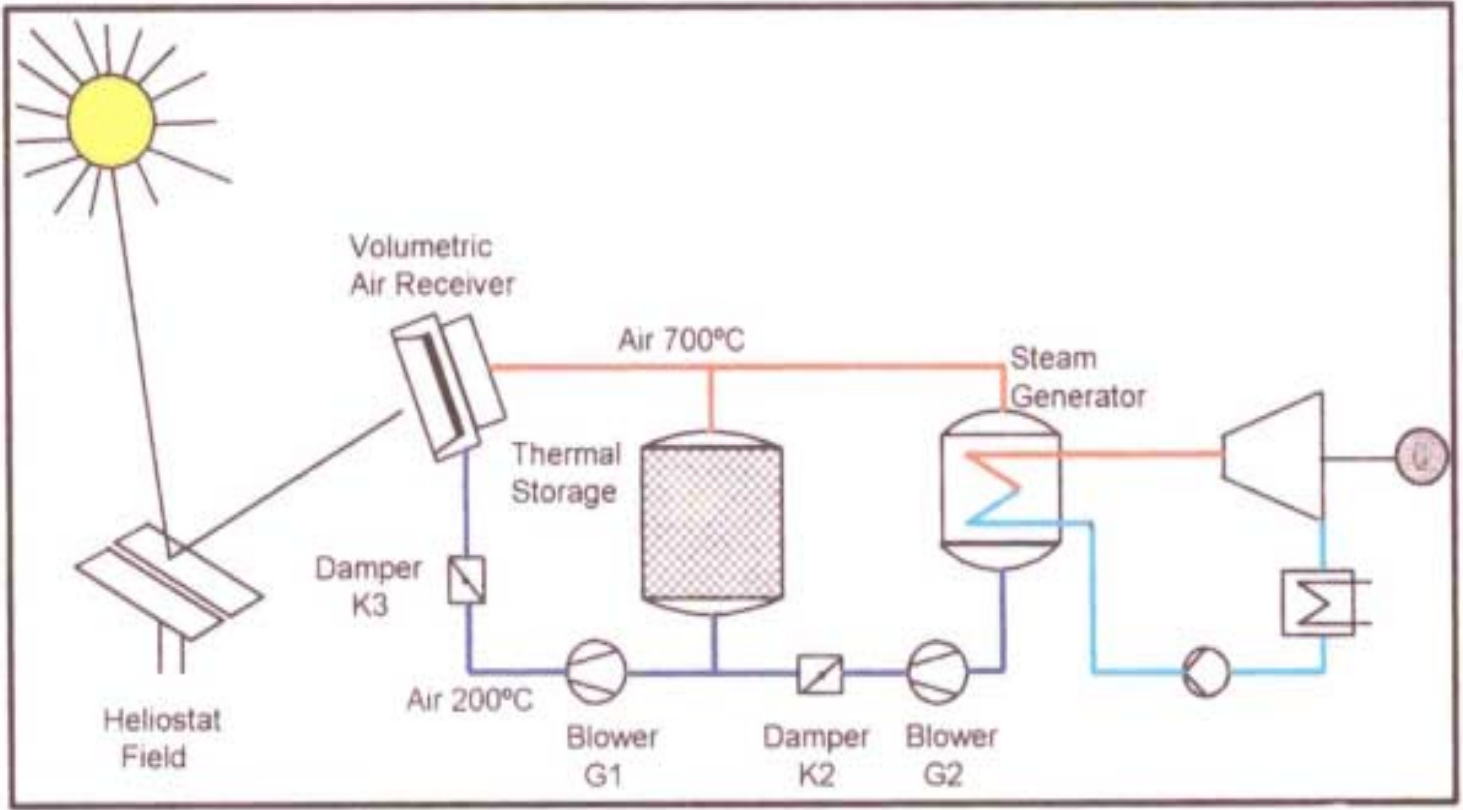 Volumetric
Air Receiver
Air 700ºC
Steam
Generator
Thermal
Storage
Damper
K3
Air 200ºC
Heliostat
Field
Blower
G1
Damper
K2
Blower
G2